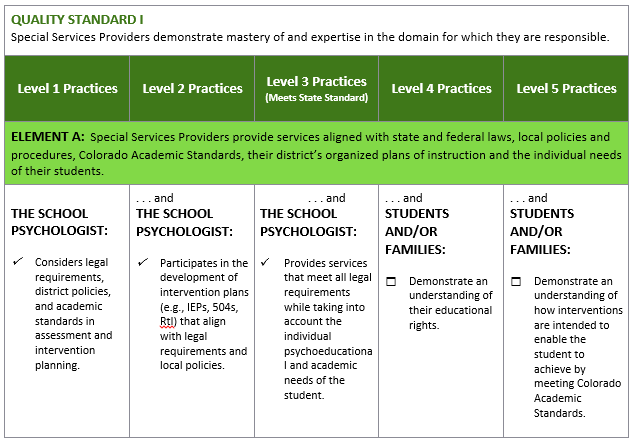 QUALITY STANDARD I
Special Services Providers demonstrate mastery of and expertise in the domain for which they are responsible.
Level 1 Practices
Level 2 Practices
Level 3 Practices
(Meets State Standard)
Level 4 Practices
Level 5 Practices
ELEMENT A: Special Services Providers provide services aligned with state and federal laws, local policies and
procedures, Colorado Academic Standards, their district's organized plans of instruction and the individual needs
of their students.
THE SCHOOL
PSYCHOLOGIST:
✓ Considers legal
requirements,
district policies,
and academic
standards in
assessment and
intervention
planning.
. . . and
THE SCHOOL
PSYCHOLOGIST:
✓ Participates in the
development of
intervention plans
(e.g., IEPs, 504s,
RtI) that align
with legal
requirements and
local policies.
. . . and
THE SCHOOL
PSYCHOLOGIST:
✓ Provides services
that meet all legal
requirements
while taking into
account the
individual
psychoeducationa
l and academic
needs of the
student.
. . . and
STUDENTS
AND/OR
FAMILIES:
☐ Demonstrate an
understanding of
their educational
rights.
. . . and
STUDENTS
AND/OR
FAMILIES:
☐ Demonstrate an
understanding of
how interventions
are intended to
enable the
student to
achieve by
meeting Colorado
Academic
Standards.